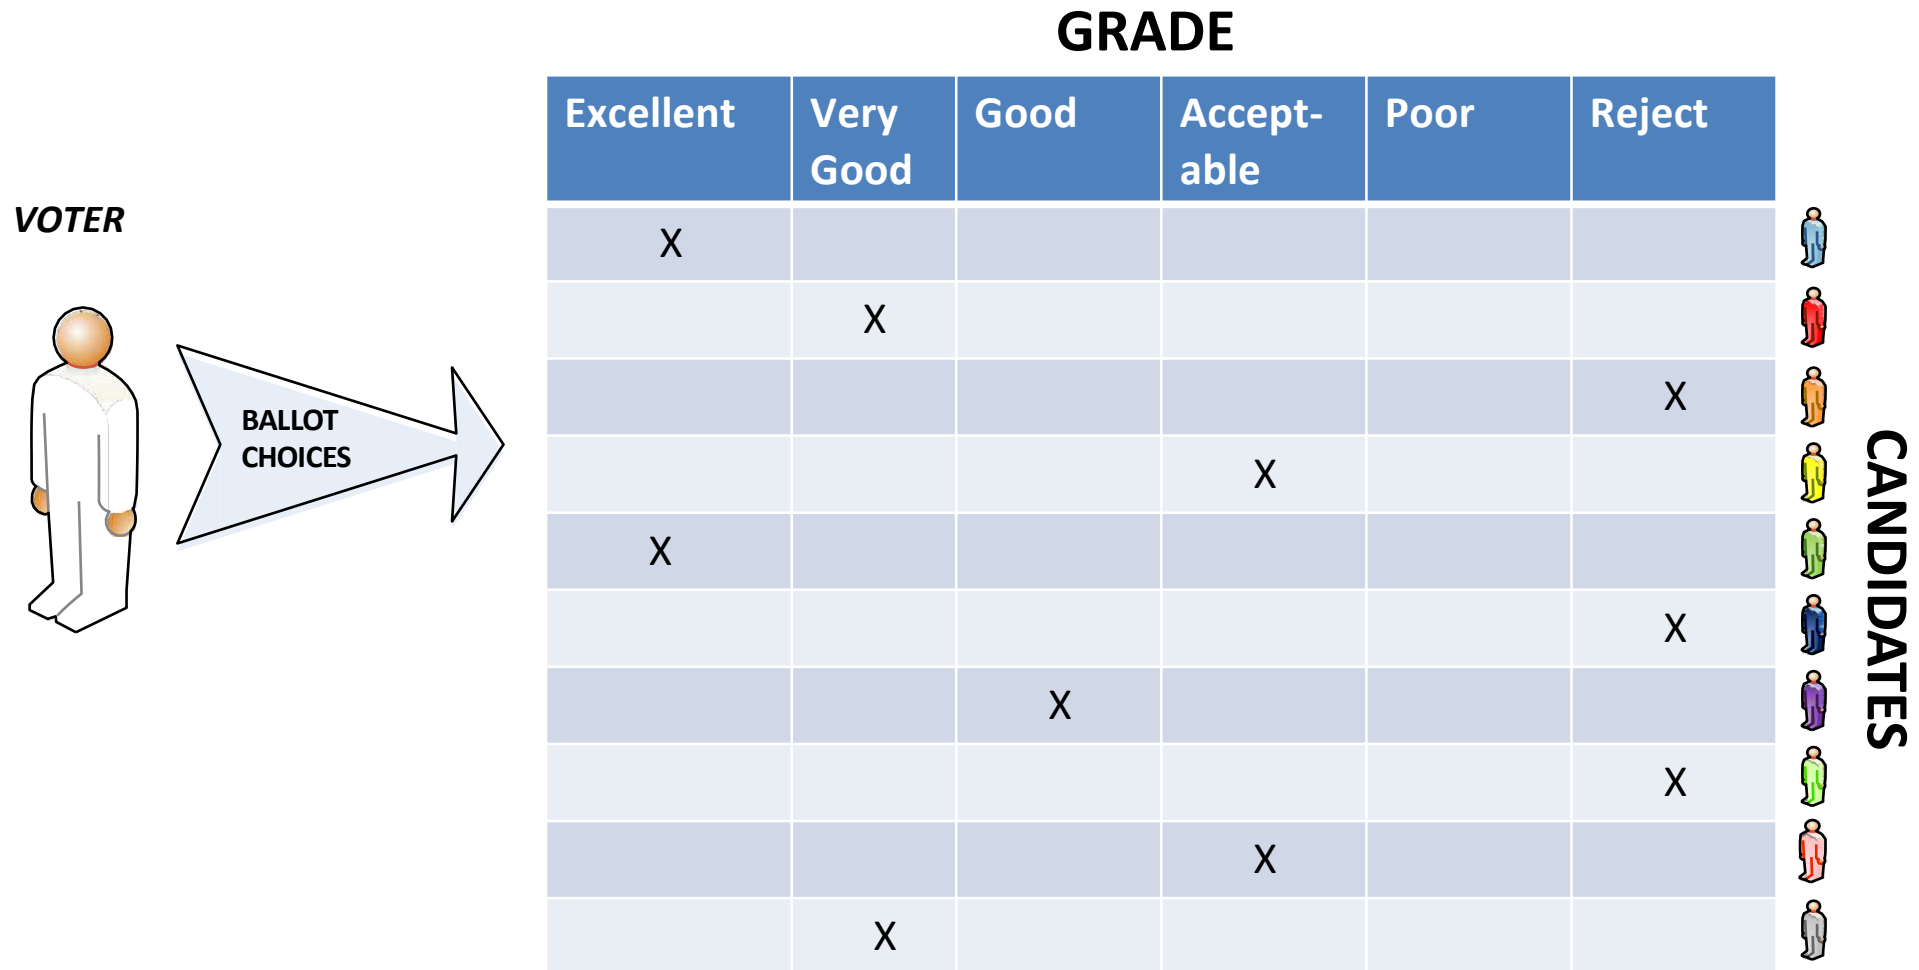 GRADE
Excellent
Very
Good
Good
Accept-
able
Poor
Reject
VOTER
BALLOT
CHOICES
X
X
X
X
X
X
X
X
X
X
CANDIDATES